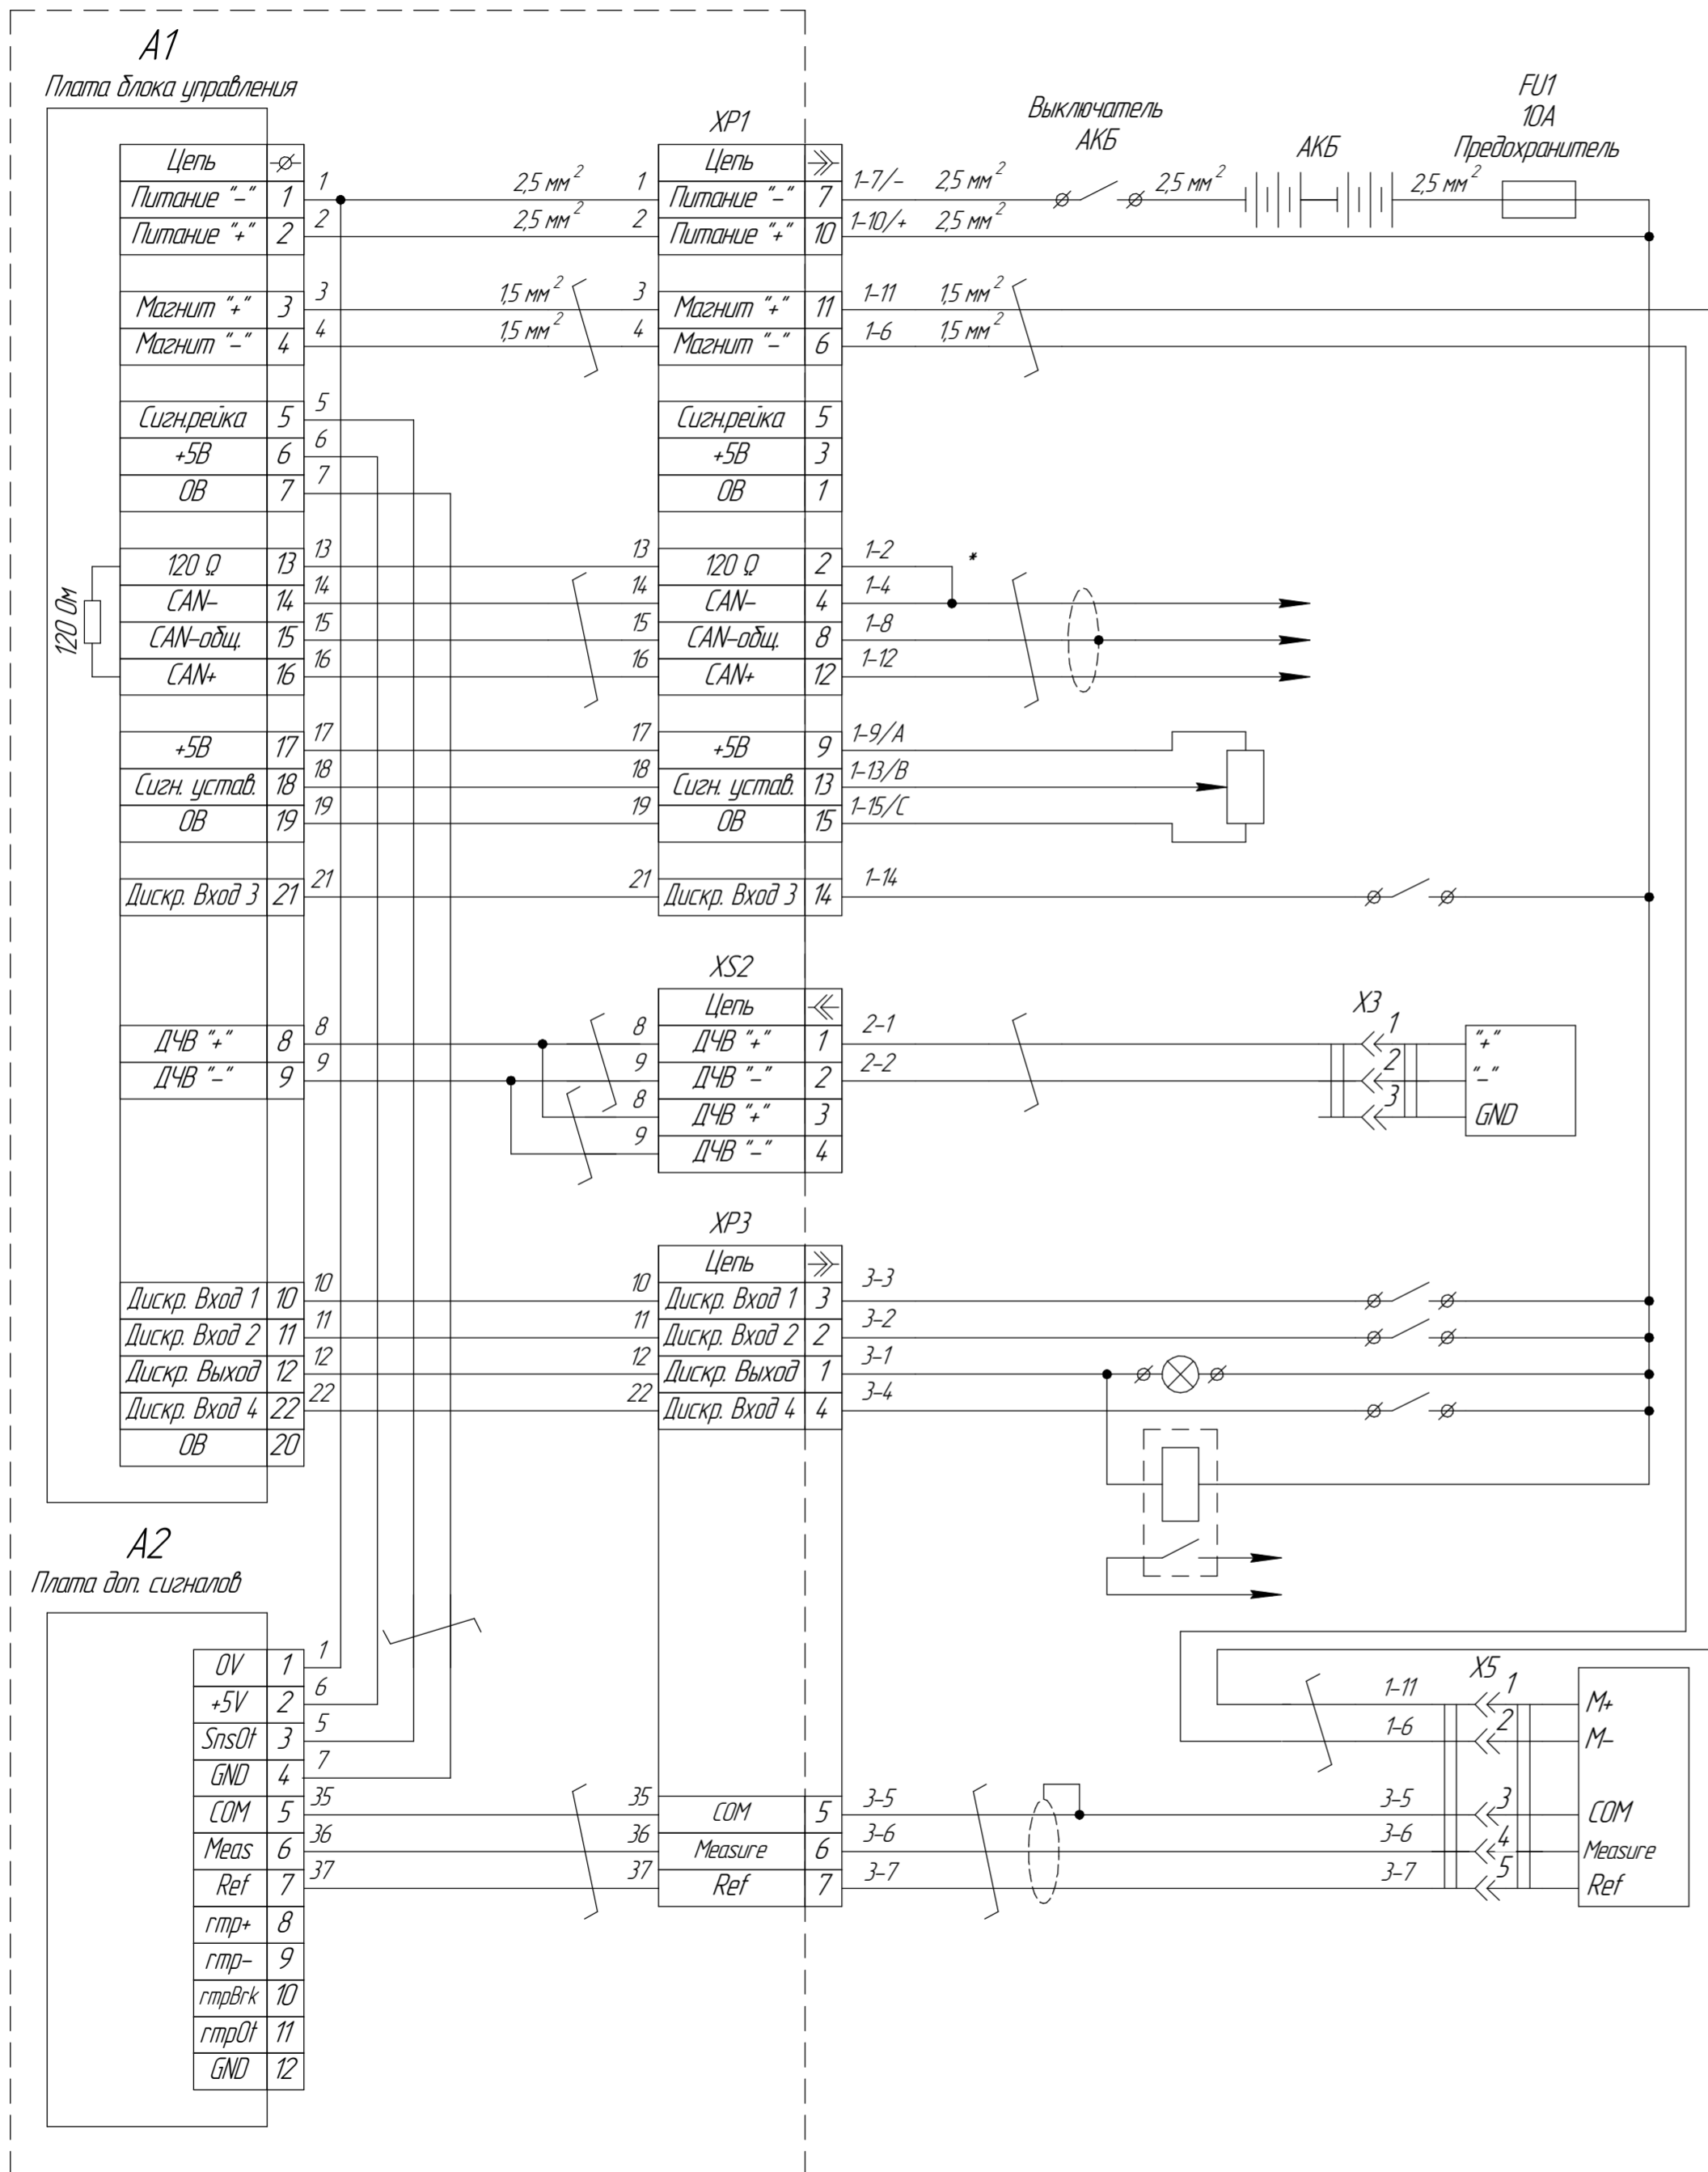 A1
Плата блока управления
Цепь
Питание "-" 1
Питание "+" 2
Магнит "+" 3
Магнит "-" 4
Сигн.рейка 5
+5В 6
0В 7
120 Ω 13
CAN- 14
CAN-общ. 15
CAN+ 16
120 Ом
+5В 17
Сигн. устав. 18
0В 19
Дискр. Вход 3 21
ДЧВ "+" 8
ДЧВ "-" 9
Дискр. Вход 1 10
Дискр. Вход 2 11
Дискр. Выход 12
Дискр. Вход 4 22
0В 20
1
2
3
4
5
6
7
13
14
15
16
17
18
19
21
8
9
10
11
12
22
2,5 мм²
2,5 мм²
1,5 мм²
1,5 мм²
XP1
Цепь
1 Питание "-" 7
2 Питание "+" 10
3 Магнит "+" 11
4 Магнит "-" 6
Сигн.рейка 5
+5В 3
0В 1
13 120 Ω 2
14 CAN- 4
15 CAN-общ. 8
16 CAN+ 12
17 +5В 9
18 Сигн. устав. 13
19 0В 15
21 Дискр. Вход 3 14
XS2
Цепь
8 ДЧВ "+" 1
9 ДЧВ "-" 2
8 ДЧВ "+" 3
9 ДЧВ "-" 4
XP3
Цепь
10 Дискр. Вход 1 3
11 Дискр. Вход 2 2
12 Дискр. Выход 1
22 Дискр. Вход 4 4
35 COM 5
36 Measure 6
37 Ref 7
Выключатель
АКБ
АКБ
FU1
10А
Предохранитель
1-7/- 2,5 мм² 2,5 мм² 2,5 мм²
1-10/+ 2,5 мм²
1-11 1,5 мм²
1-6 1,5 мм²
1-2 *
1-4
1-8
1-12
1-9/A
1-13/B
1-15/C
1-14
2-1
2-2
X3
1 "+"
2 "-"
3 GND
3-3
3-2
3-1
3-4
A2
Плата доп. сигналов
0V 1 1
+5V 2 6
SnsOt 3 5
GND 4 7
COM 5 35
Meas 6 36
Ref 7 37
rmp+ 8
rmp- 9
rmpBrk 10
rmpOt 11
GND 12
X5
1-11 1 M+
1-6 2 M-
3-5 3-5 3 COM
3-6 3-6 4 Measure
3-7 3-7 5 Ref